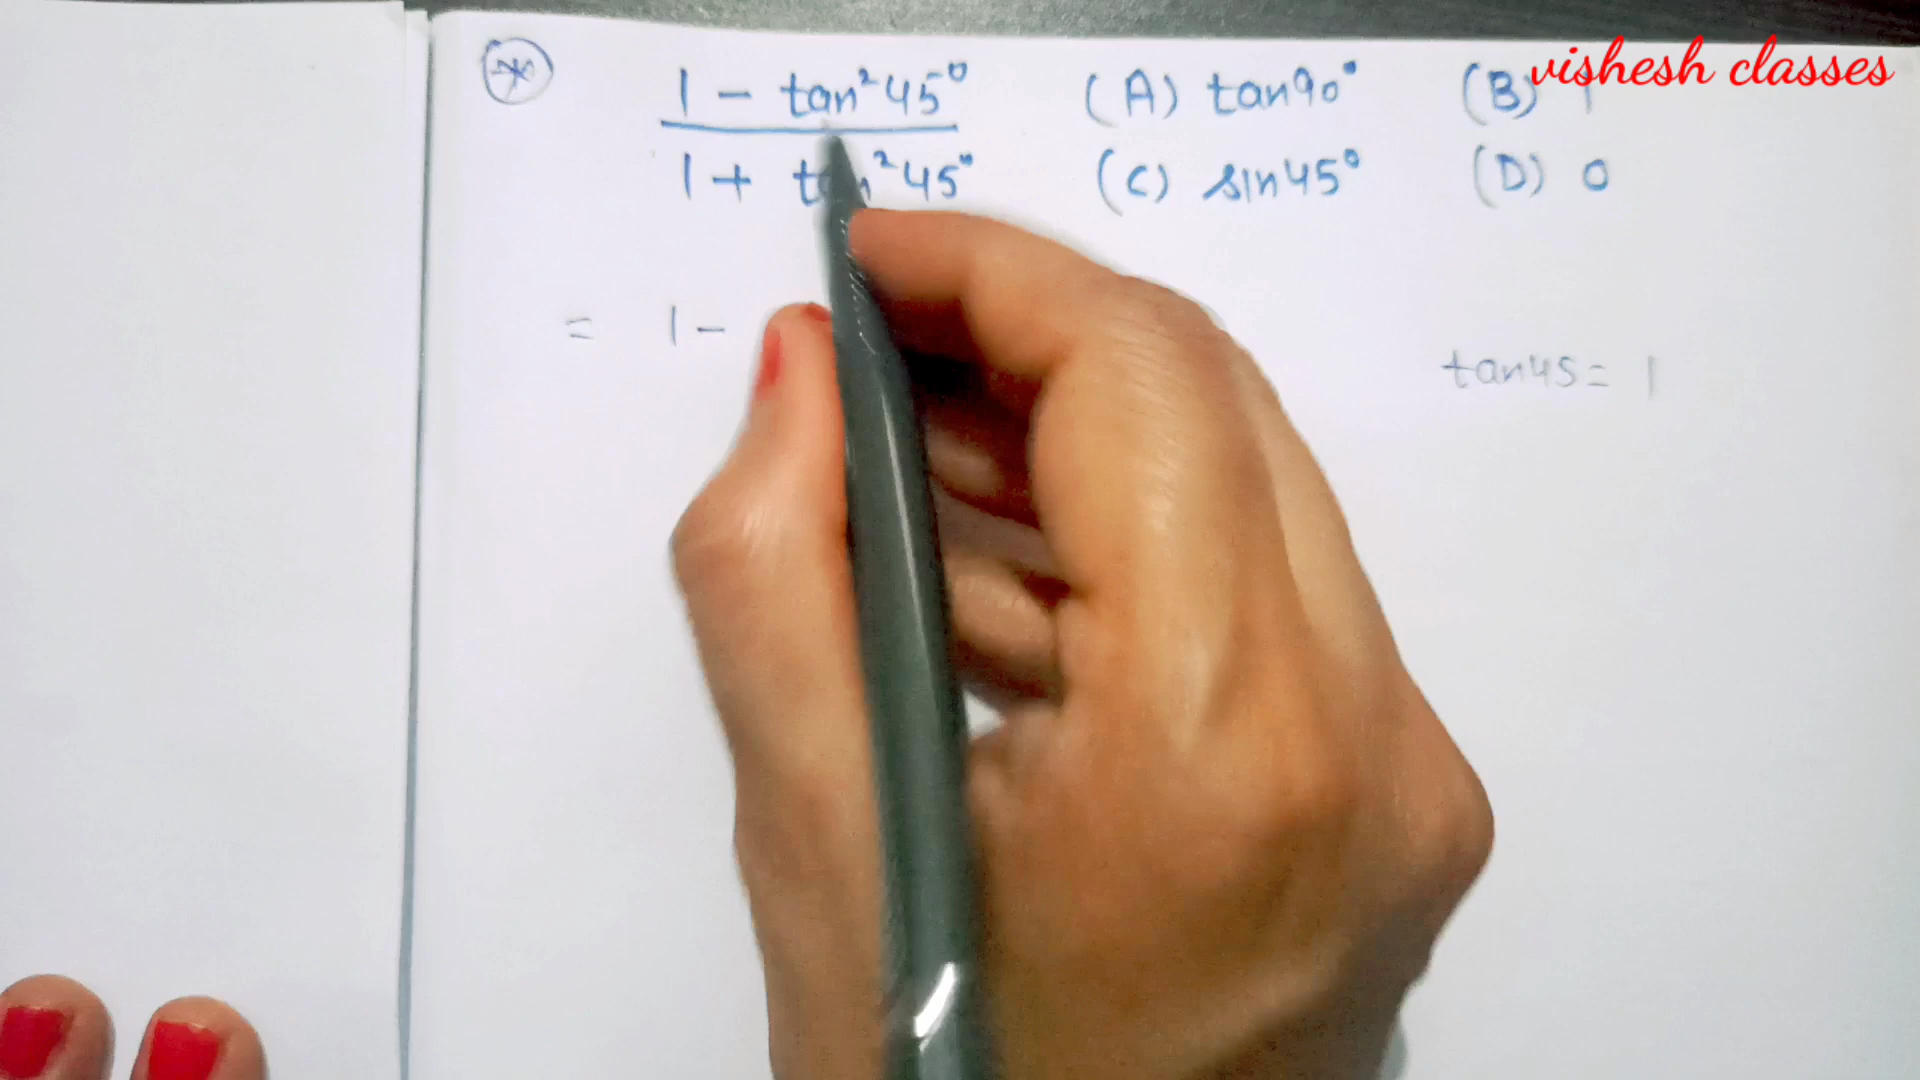 vishesh classes
1 - tan²45° (A) tan90° (B) 1
1 + tan²45° (C) sin45° (D) 0
= 1 -
tan45 = 1